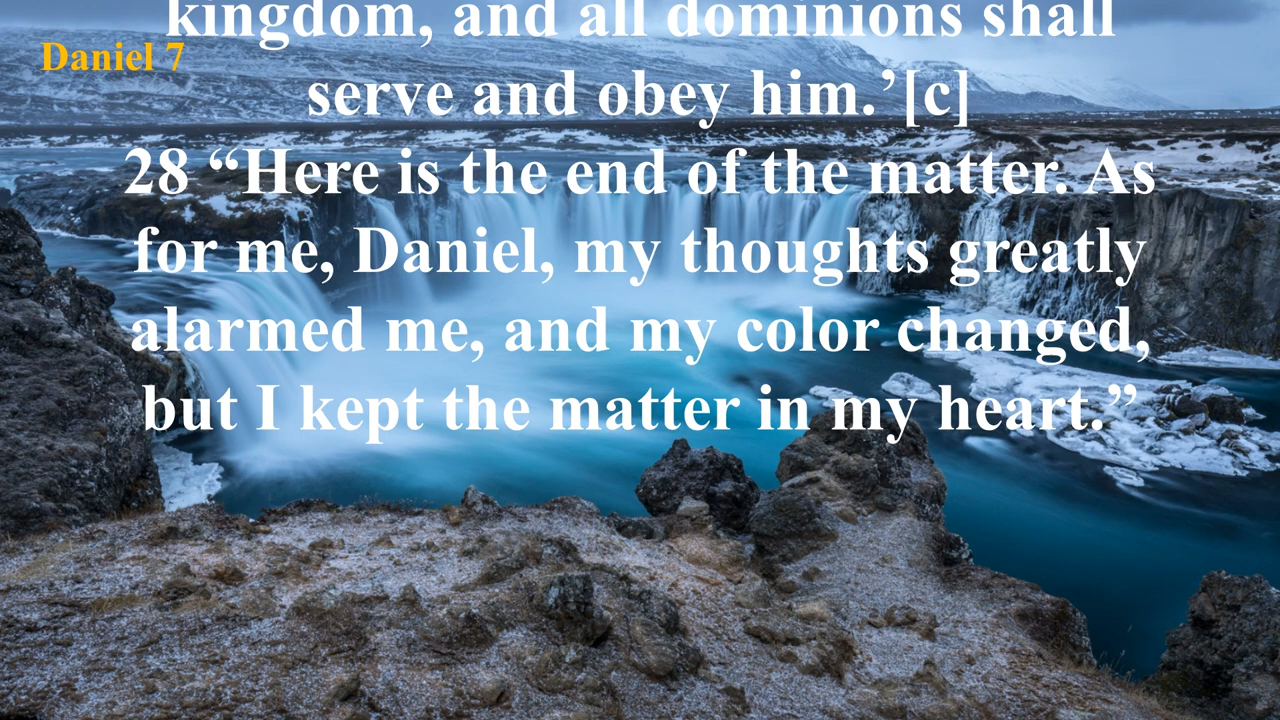 kingdom, and all dominions shall
Daniel 7
serve and obey him.’[c]
28 “Here is the end of the matter. As
for me, Daniel, my thoughts greatly
alarmed me, and my color changed,
but I kept the matter in my heart.”